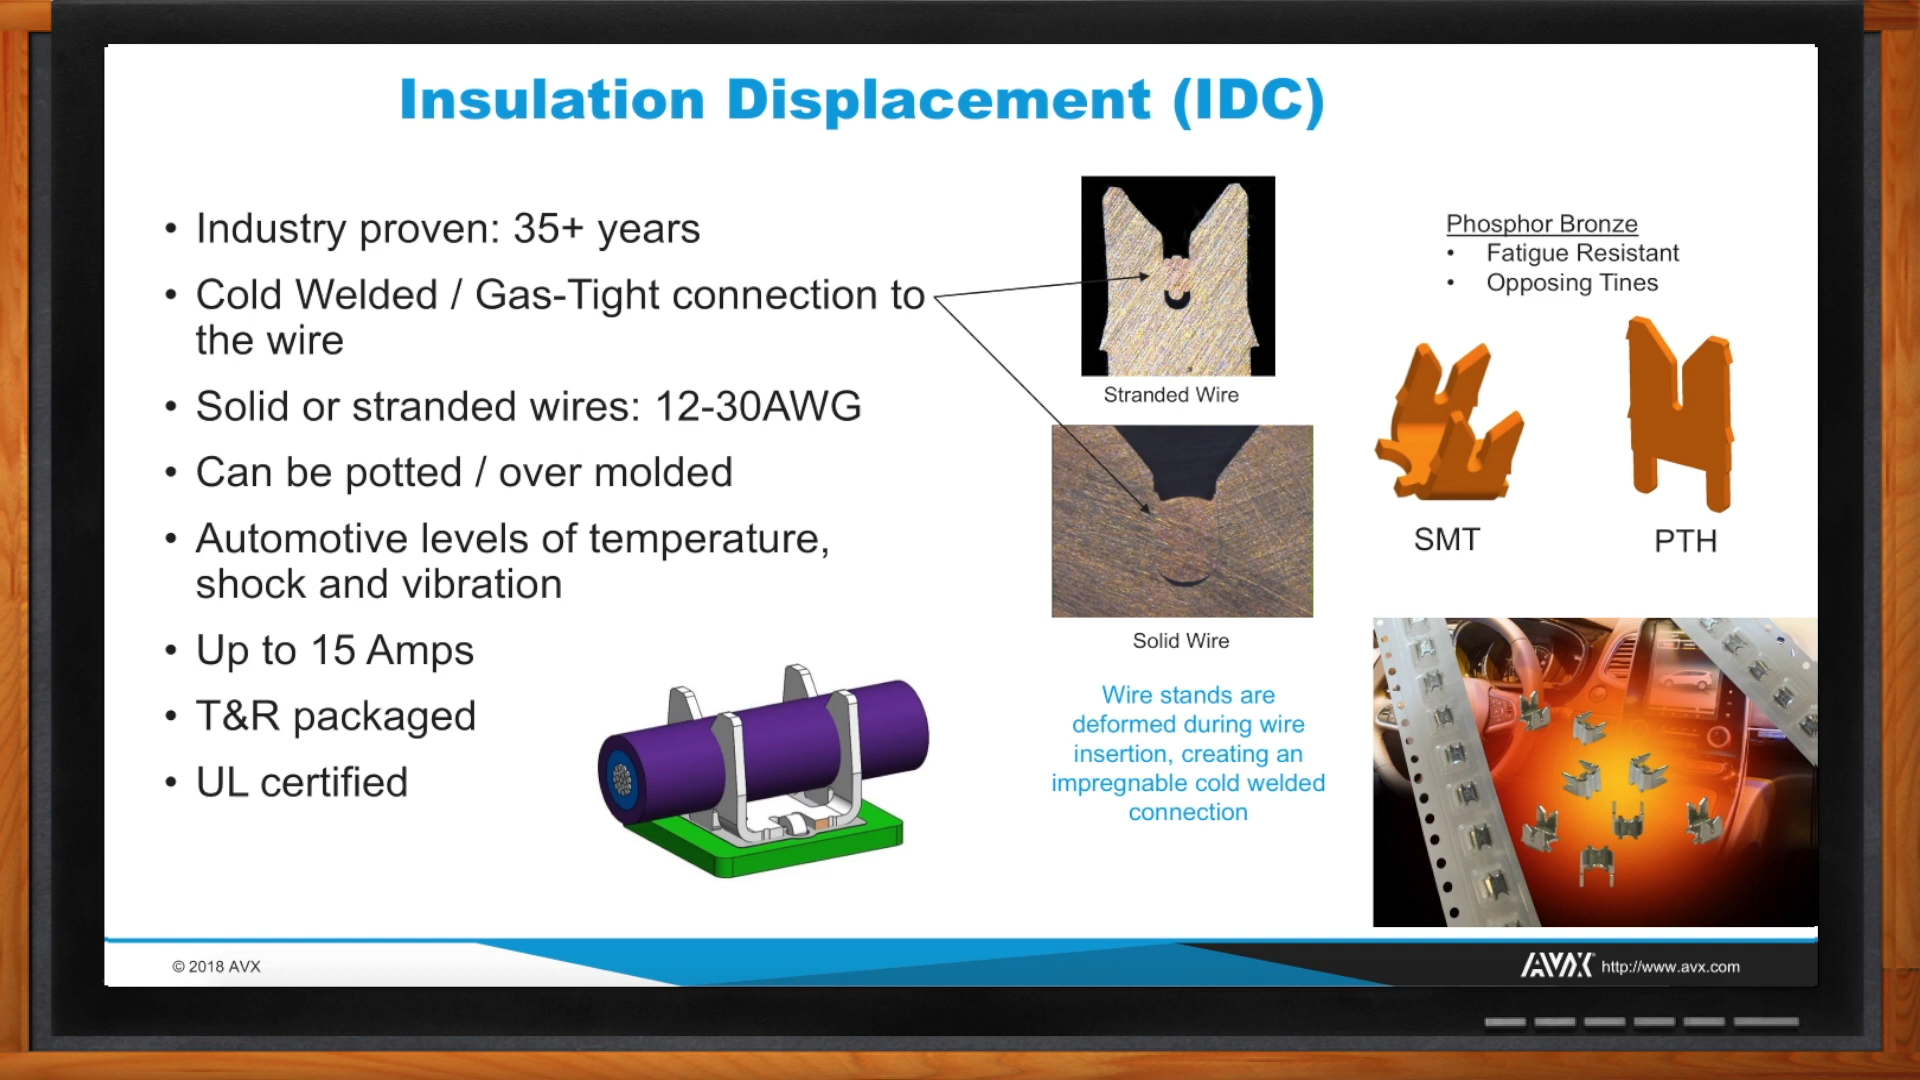 Insulation Displacement (IDC)
• Industry proven: 35+ years
• Cold Welded / Gas-Tight connection to
the wire
• Solid or stranded wires: 12-30AWG
• Can be potted / over molded
• Automotive levels of temperature,
shock and vibration
• Up to 15 Amps
• T&R packaged
• UL certified
Stranded Wire
Solid Wire
Wire stands are
deformed during wire
insertion, creating an
impregnable cold welded
connection
Phosphor Bronze
• Fatigue Resistant
• Opposing Tines
SMT
PTH
© 2018 AVX
AVX
http://www.avx.com